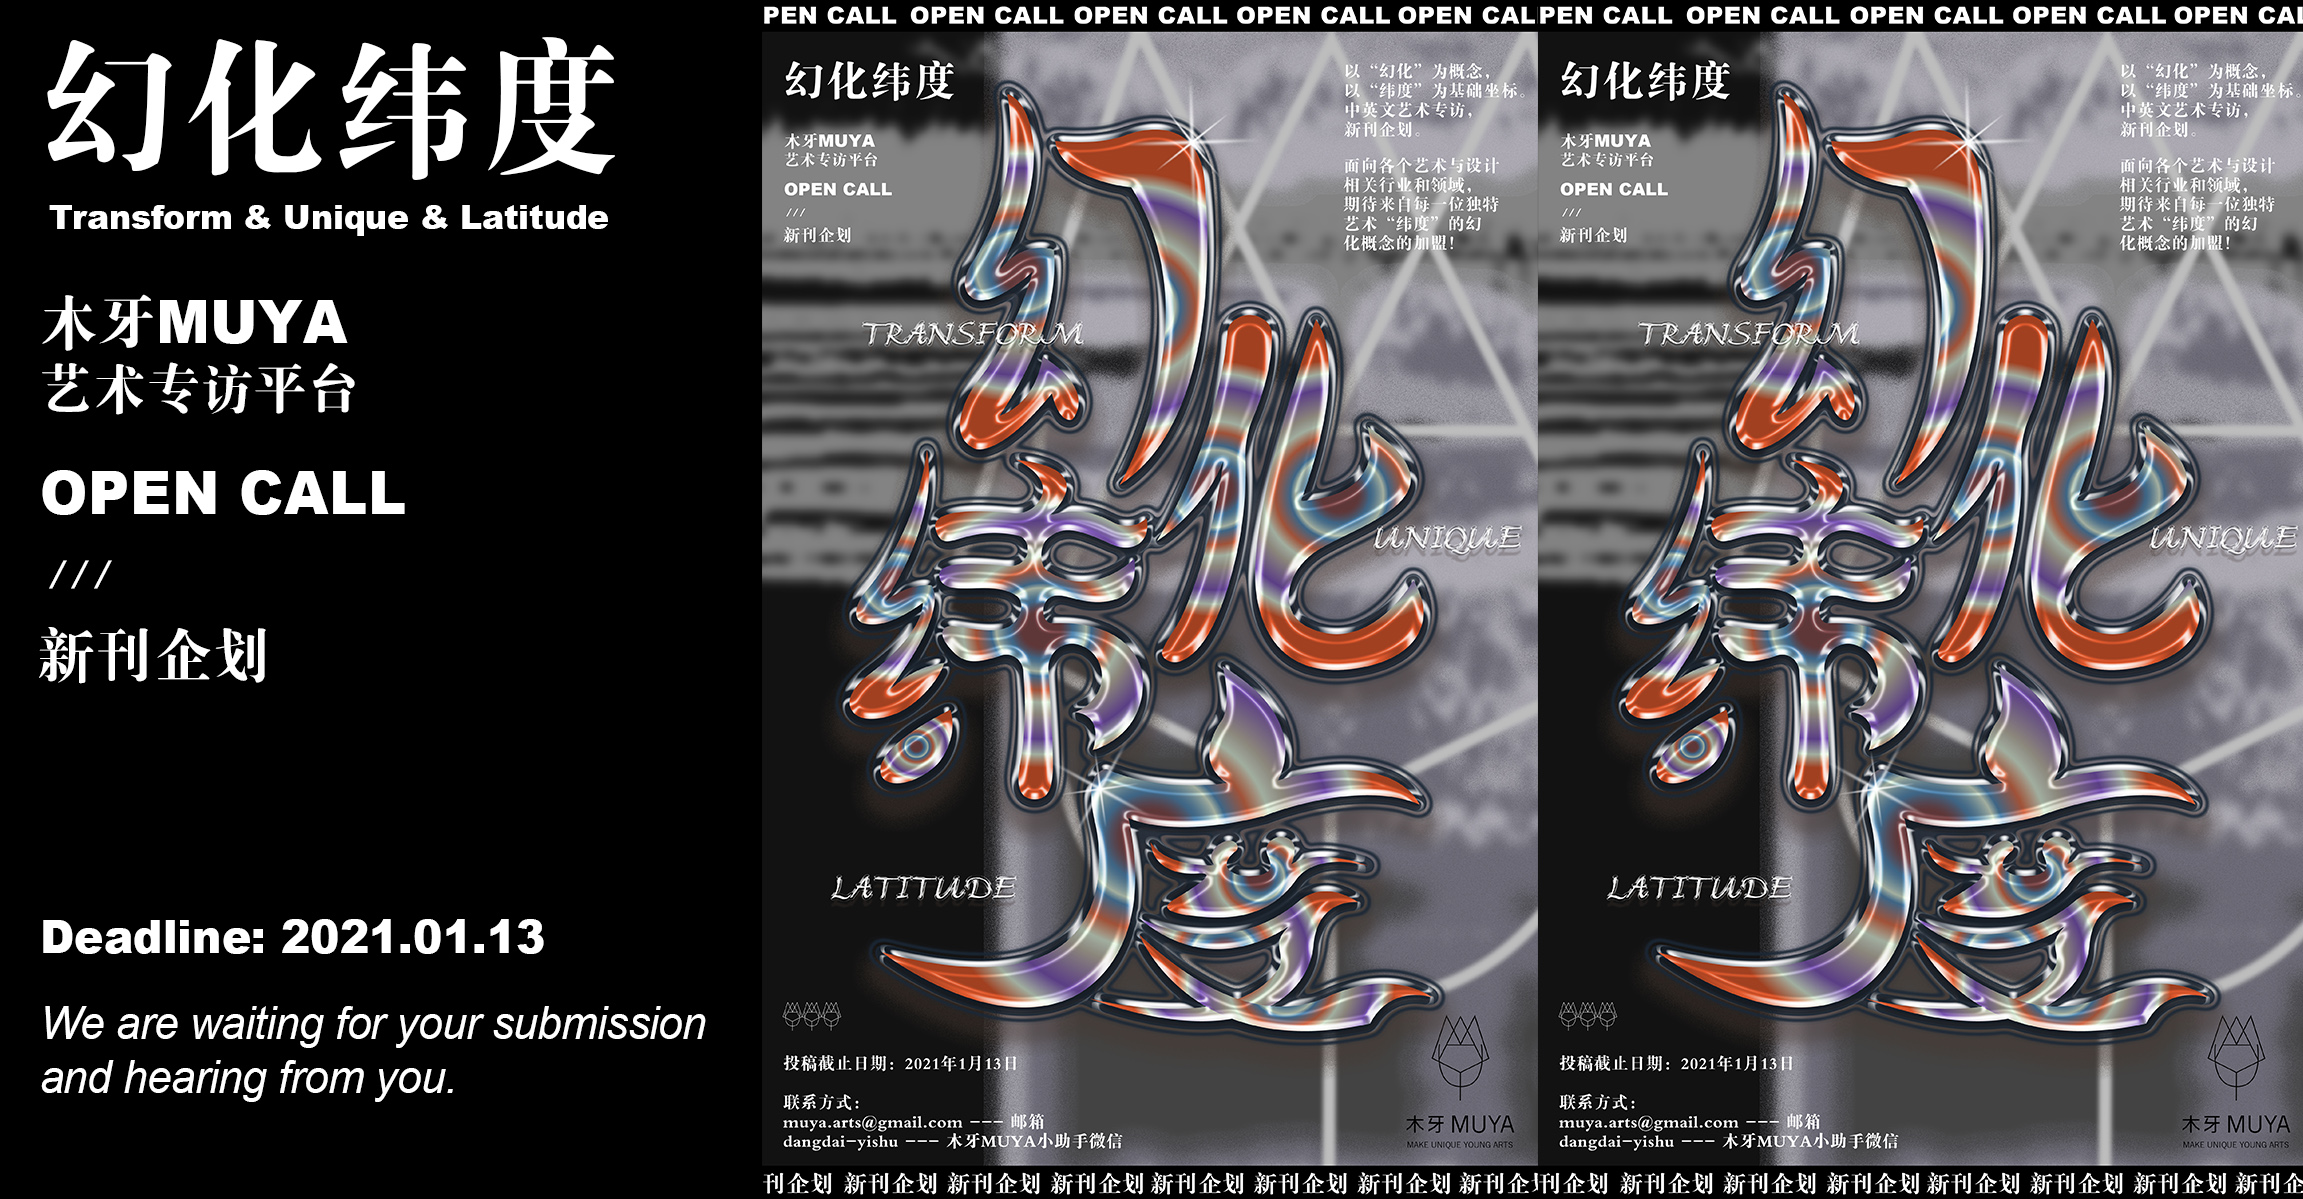 幻化纬度
Transform & Unique & Latitude
木牙MUYA
艺术专访平台
OPEN CALL
///
新刊企划
Deadline: 2021.01.13
We are waiting for your submission
and hearing from you.
PEN CALL OPEN CALL OPEN CALL OPEN CALL OPEN CAL
幻化纬度
木牙MUYA
艺术专访平台
OPEN CALL
///
新刊企划
以“幻化”为概念，
以“纬度”为基础坐标。
中英文艺术专访，
新刊企划。
面向各个艺术与设计
相关行业和领域，
期待来自每一位独特
艺术“纬度”的幻
化概念的加盟！
幻化纬度
TRANSFORM
UNIQUE
LATITUDE
投稿截止日期：2021年1月13日
联系方式：
muya.arts@gmail.com --- 邮箱
dangdai-yishu --- 木牙MUYA小助手微信
木牙 MUYA
MAKE UNIQUE YOUNG ARTS
刊企划 新刊企划 新刊企划 新刊企划 新刊企划 新刊企划 新刊企划 新刊企
PEN CALL OPEN CALL OPEN CALL OPEN CALL OPEN CAL
幻化纬度
木牙MUYA
艺术专访平台
OPEN CALL
///
新刊企划
以“幻化”为概念，
以“纬度”为基础坐标。
中英文艺术专访，
新刊企划。
面向各个艺术与设计
相关行业和领域，
期待来自每一位独特
艺术“纬度”的幻
化概念的加盟！
幻化纬度
TRANSFORM
UNIQUE
LATITUDE
投稿截止日期：2021年1月13日
联系方式：
muya.arts@gmail.com --- 邮箱
dangdai-yishu --- 木牙MUYA小助手微信
木牙 MUYA
MAKE UNIQUE YOUNG ARTS
刊企划 新刊企划 新刊企划 新刊企划 新刊企划 新刊企划 新刊企划 新刊企